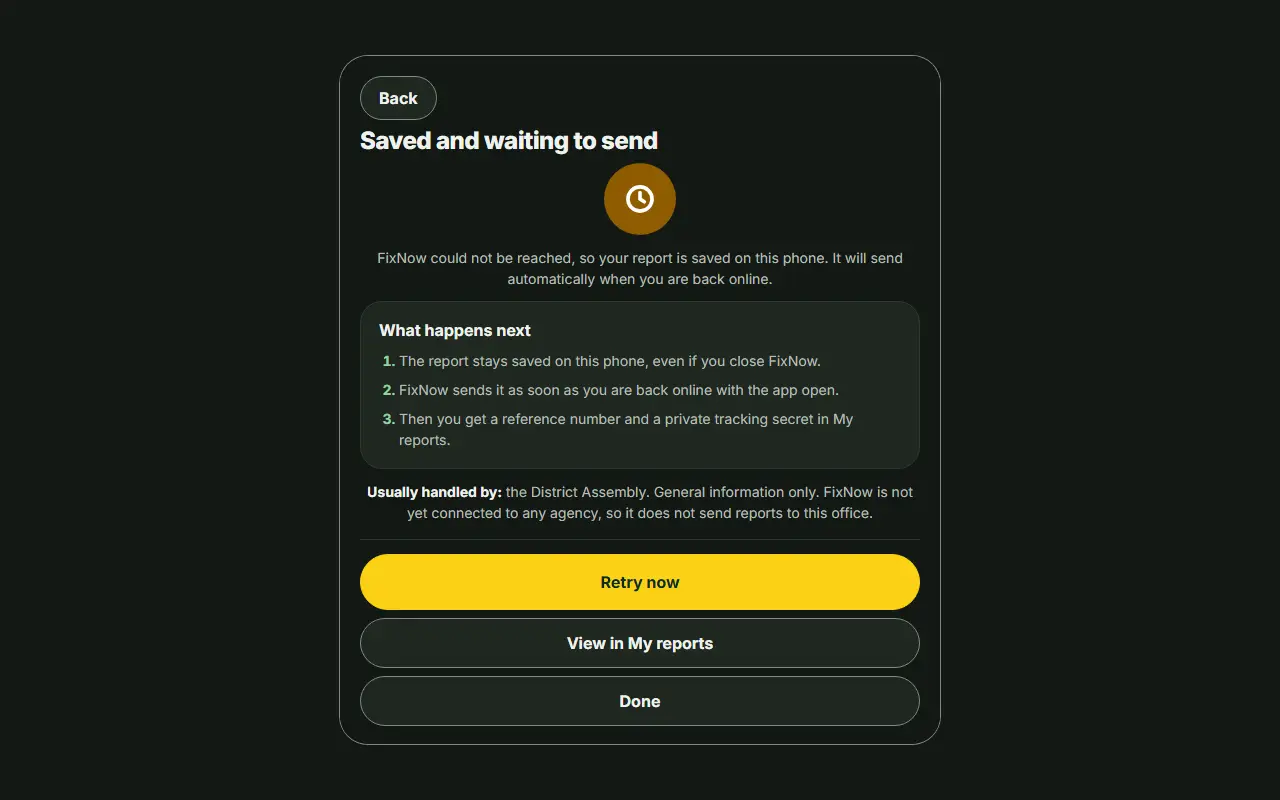 Back
Saved and waiting to send
FixNow could not be reached, so your report is saved on this phone. It will send
automatically when you are back online.
What happens next
1. The report stays saved on this phone, even if you close FixNow.
2. FixNow sends it as soon as you are back online with the app open.
3. Then you get a reference number and a private tracking secret in My
reports.
Usually handled by: the District Assembly. General information only. FixNow is not
yet connected to any agency, so it does not send reports to this office.
Retry now
View in My reports
Done